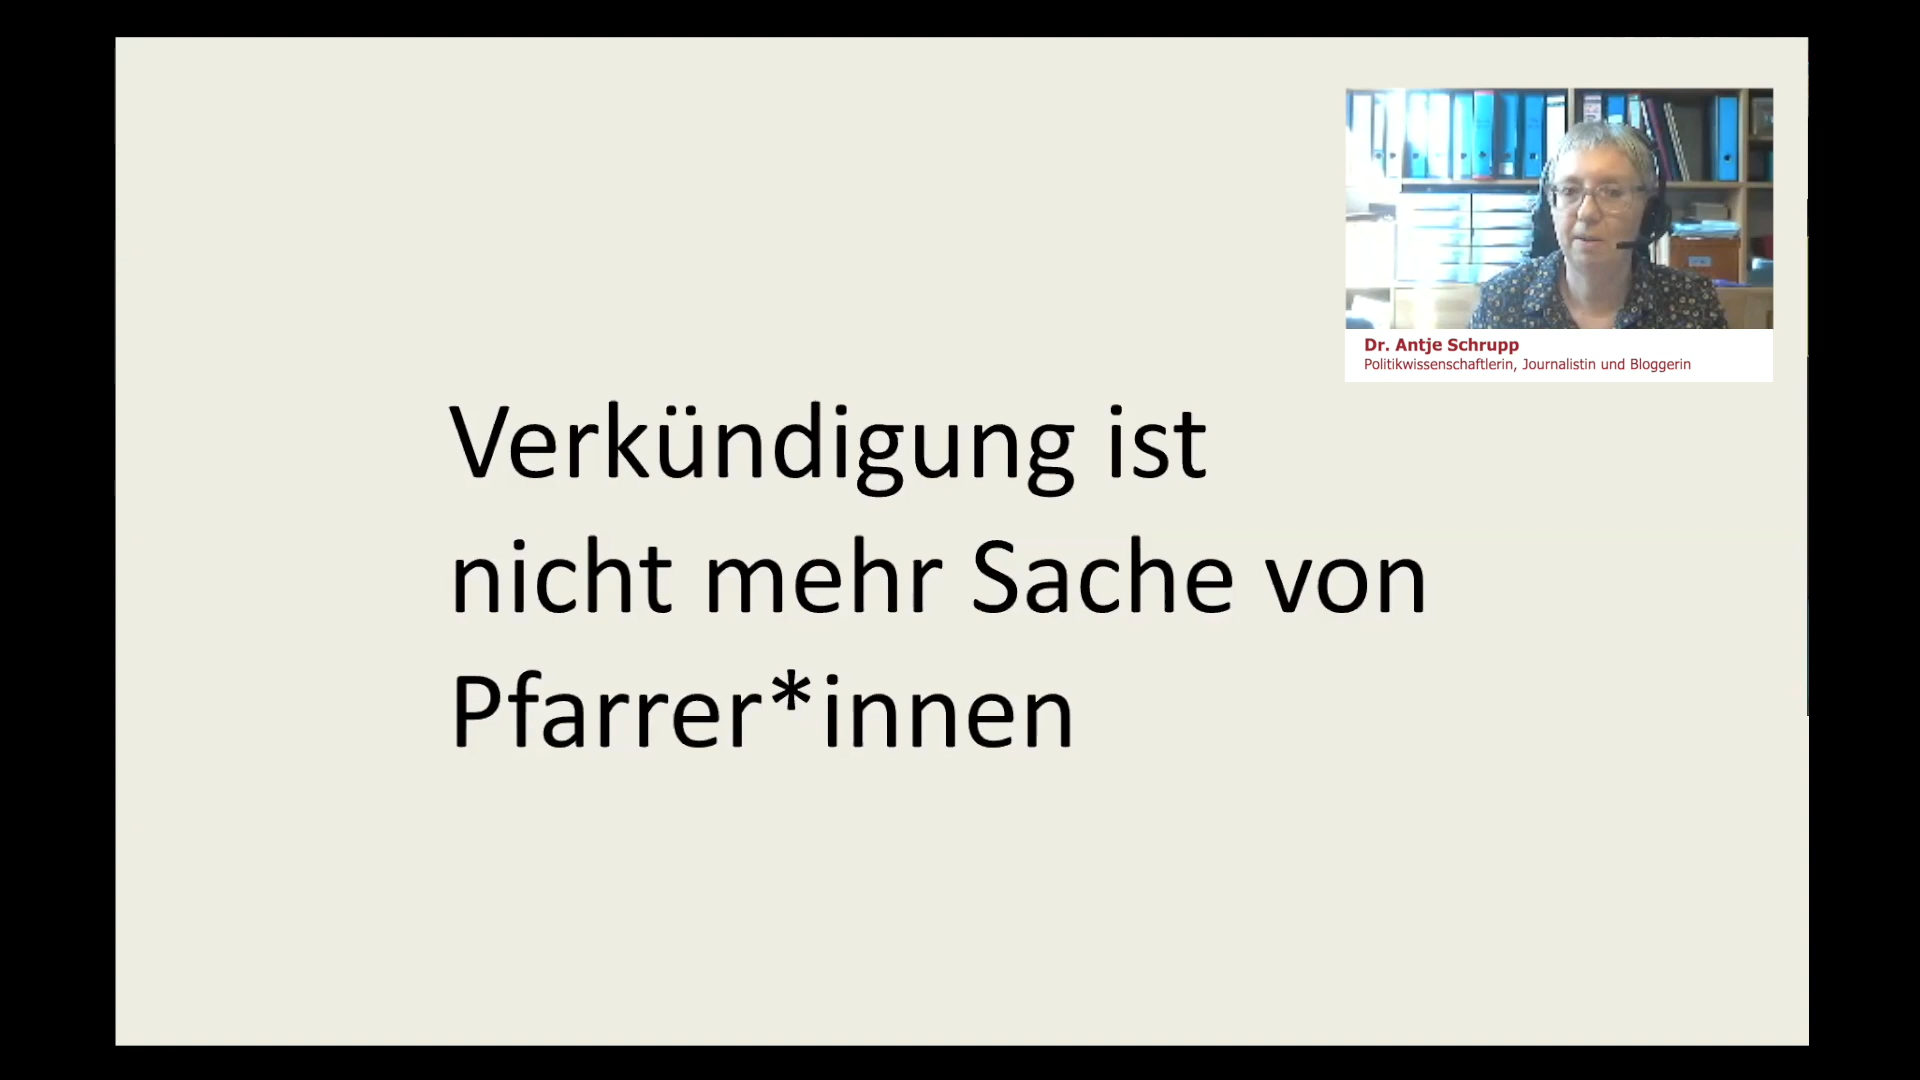 Dr. Antje Schrupp
Politikwissenschaftlerin, Journalistin und Bloggerin
Verkündigung ist
nicht mehr Sache von
Pfarrer*innen